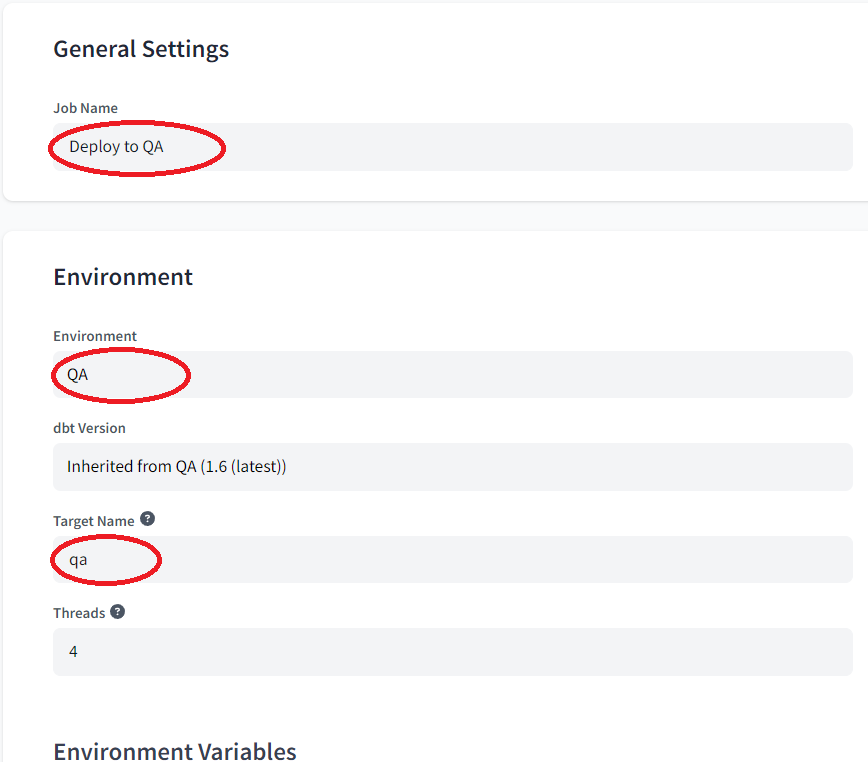 General Settings
Job Name
Deploy to QA
Environment
Environment
QA
dbt Version
Inherited from QA (1.6 (latest))
Target Name ?
qa
Threads ?
4
Environment Variables